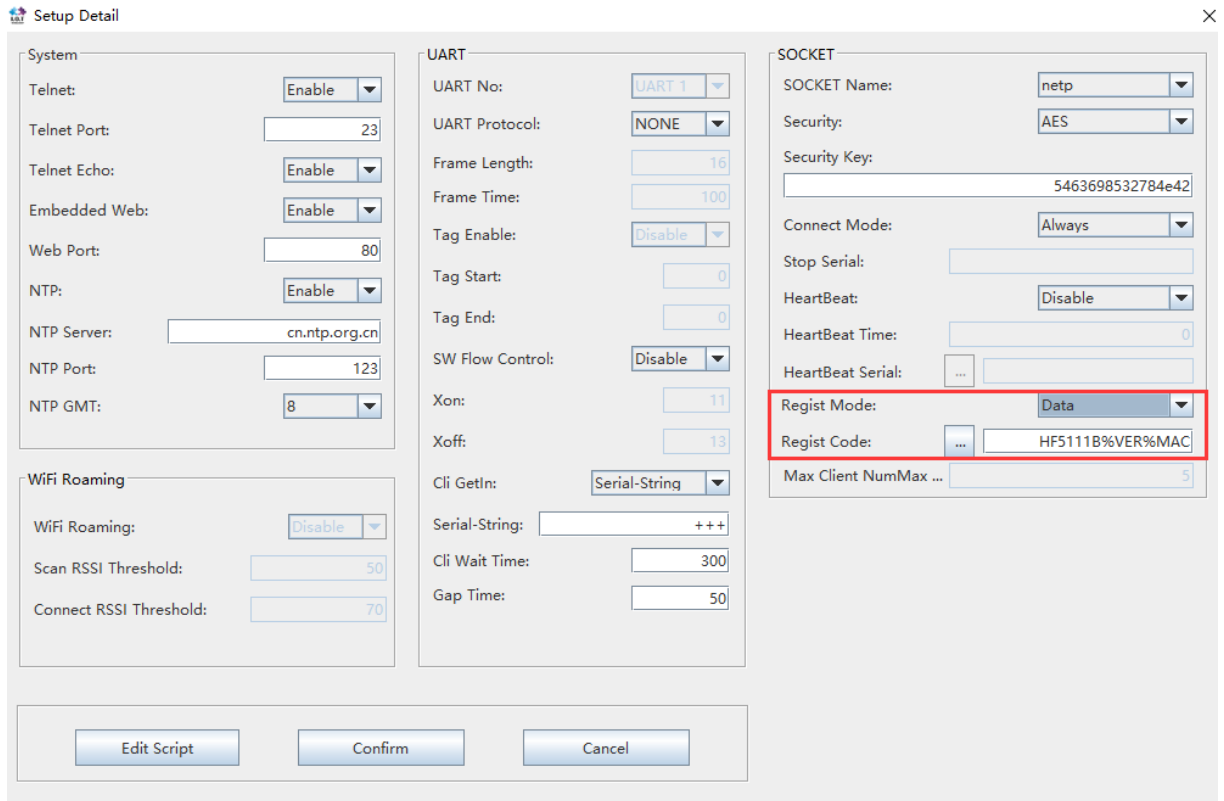 Setup Detail
System
Telnet: Enable
Telnet Port: 23
Telnet Echo: Enable
Embedded Web: Enable
Web Port: 80
NTP: Enable
NTP Server: cn.ntp.org.cn
NTP Port: 123
NTP GMT: 8
WiFi Roaming
WiFi Roaming: Disable
Scan RSSI Threshold: 50
Connect RSSI Threshold: 70
UART
UART No: UART 1
UART Protocol: NONE
Frame Length: 16
Frame Time: 100
Tag Enable: Disable
Tag Start: 0
Tag End: 0
SW Flow Control: Disable
Xon: 11
Xoff: 13
Cli GetIn: Serial-String
Serial-String: +++
Cli Wait Time: 300
Gap Time: 50
SOCKET
SOCKET Name: netp
Security: AES
Security Key:
5463698532784e42
Connect Mode: Always
Stop Serial:
HeartBeat: Disable
HeartBeat Time: 0
HeartBeat Serial: ...
Regist Mode: Data
Regist Code: ... HF5111B%VER%MAC
Max Client NumMax ... 5
Edit Script Confirm Cancel